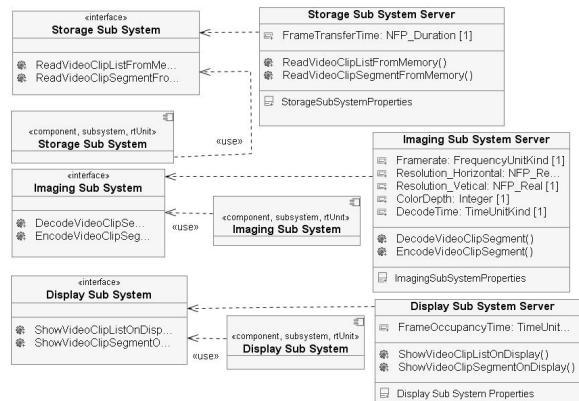 «interface»
Storage Sub System
ReadVideoClipListFromMe...
ReadVideoClipSegmentFro...
Storage Sub System Server
FrameTransferTime: NFP_Duration [1]
ReadVideoClipListFromMemory()
ReadVideoClipSegmentFromMemory()
StorageSubSystemProperties
«component, subsystem, rtUnit»
Storage Sub System
«use»
«interface»
Imaging Sub System
DecodeVideoClipSe...
EncodeVideoClipSeg...
«use»
«component, subsystem, rtUnit»
Imaging Sub System
Imaging Sub System Server
Framerate: FrequencyUnitKind [1]
Resolution_Horizontal: NFP_Re...
Resolution_Vetical: NFP_Real [1]
ColorDepth: Integer [1]
DecodeTime: TimeUnitKind [1]
DecodeVideoClipSegment()
EncodeVideoClipSegment()
ImagingSubSystemProperties
«interface»
Display Sub System
ShowVideoClipListOnDisp...
ShowVideoClipSegmentO...
«use»
«component, subsystem, rtUnit»
Display Sub System
Display Sub System Server
FrameOccupancyTime: TimeUnit...
ShowVideoClipListOnDisplay()
ShowVideoClipSegmentOnDisplay()
Display Sub System Properties